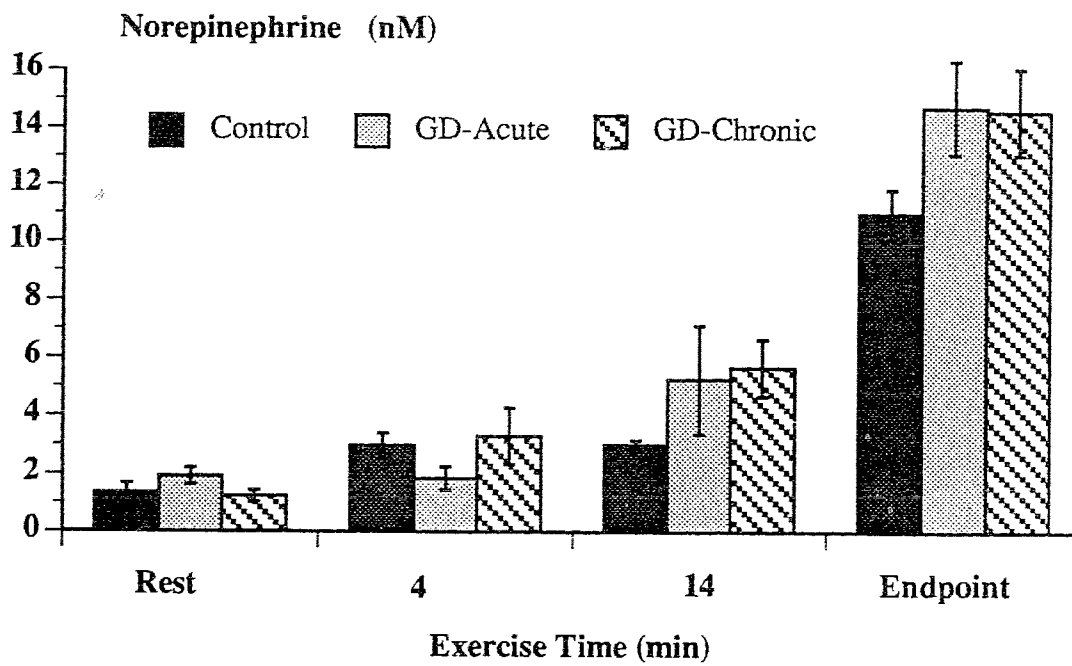 Norepinephrine (nM)
16
14
12
10
8
6
4
2
0
Control GD-Acute GD-Chronic
Rest 4 14 Endpoint
Exercise Time (min)